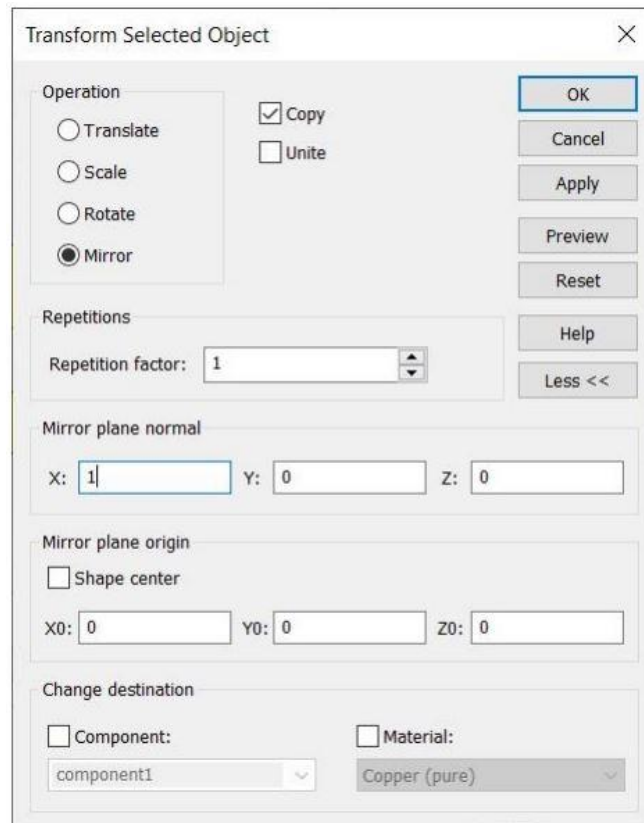 Transform Selected Object
Operation
Translate
Scale
Rotate
Mirror
Copy
Unite
OK
Cancel
Apply
Preview
Reset
Help
Less <<
Repetitions
Repetition factor: 1
Mirror plane normal
X: 1 Y: 0 Z: 0
Mirror plane origin
Shape center
X0: 0 Y0: 0 Z0: 0
Change destination
Component: Material:
component1 Copper (pure)